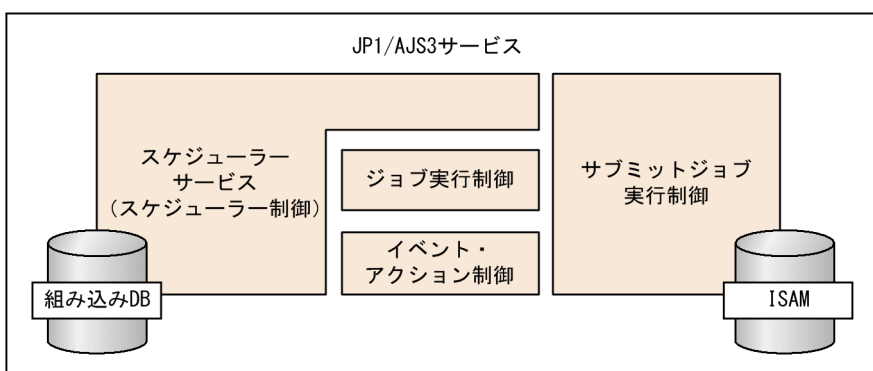 JP1/AJS3サービス
スケジューラー
サービス
(スケジューラー制御)
ジョブ実行制御
イベント・
アクション制御
サブミットジョブ
実行制御
組み込みDB
ISAM